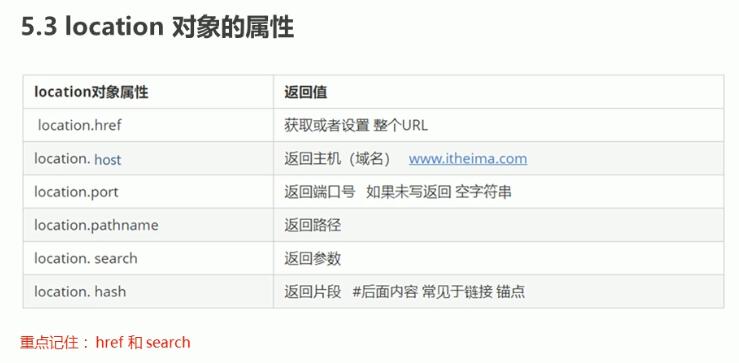 5.3 location 对象的属性
location对象属性 返回值
location.href 获取或者设置 整个URL
location. host 返回主机（域名） www.itheima.com
location.port 返回端口号 如果未写返回 空字符串
location.pathname 返回路径
location. search 返回参数
location. hash 返回片段 #后面内容 常见于链接 锚点
重点记住： href 和 search